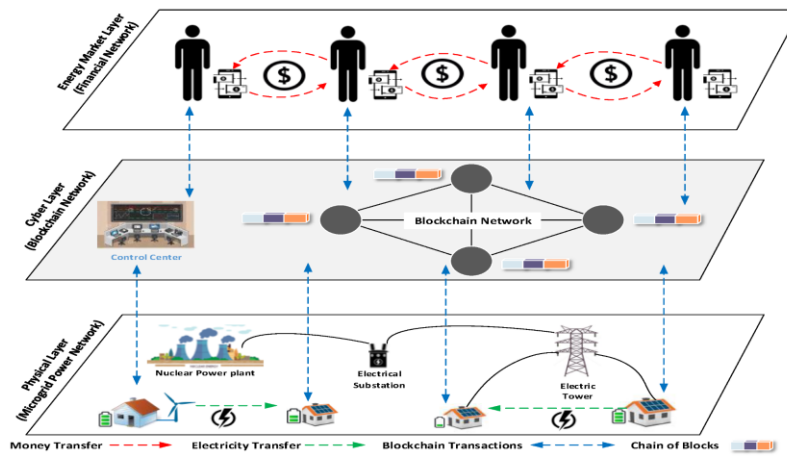 Energy Market Layer
(Financial Network)
$
$
$
Cyber Layer
(Blockchain Network)
Blockchain Network
Control Center
Physical Layer
(Microgrid Power Network)
Nuclear Power plant
Electrical
Substation
Electric
Tower
Money Transfer
Electricity Transfer
Blockchain Transactions
Chain of Blocks